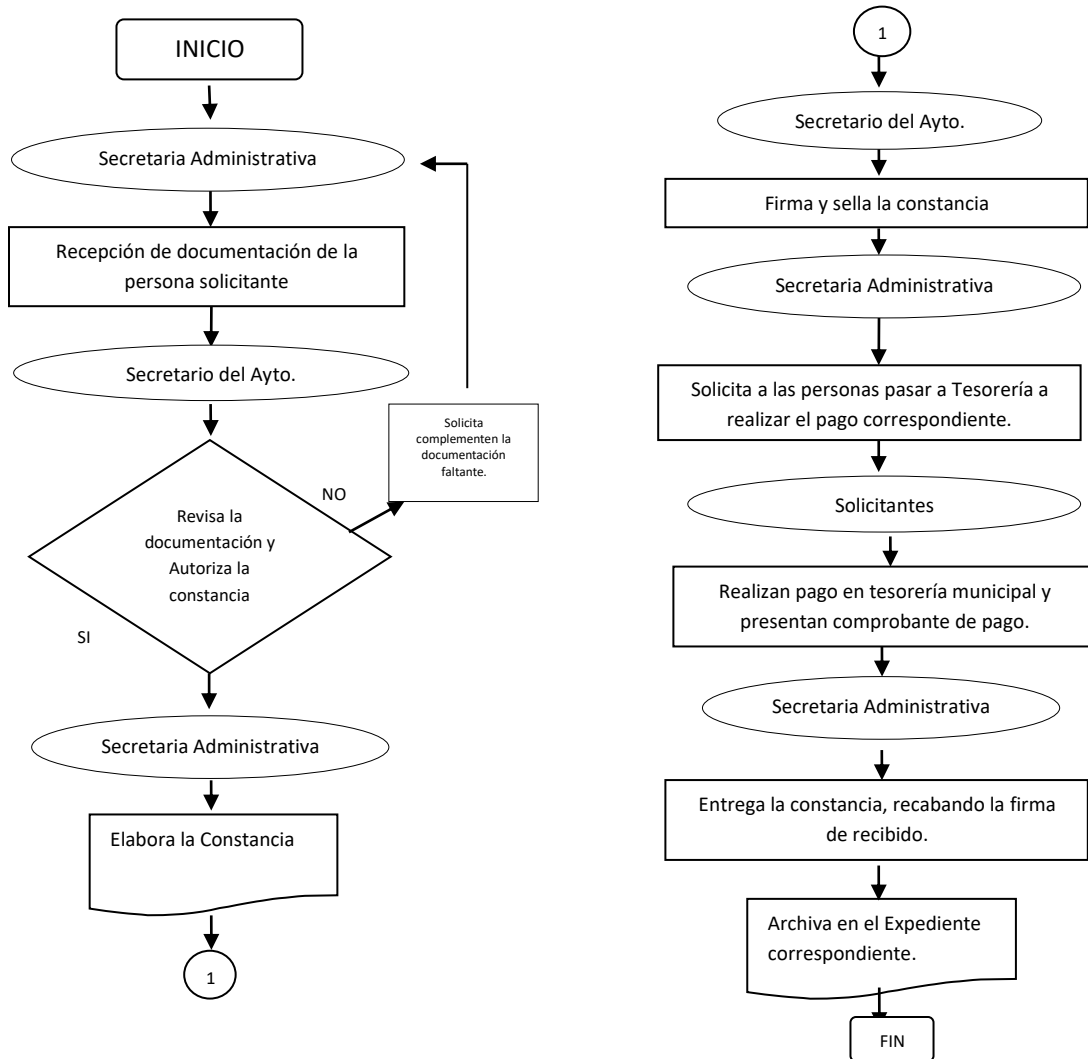 INICIO
Secretaria Administrativa
Recepción de documentación de la
persona solicitante
Secretario del Ayto.
Solicita
complementen la
documentación
faltante.
NO
Revisa la
documentación y
Autoriza la
constancia
SI
Secretaria Administrativa
Elabora la Constancia
1
1
Secretario del Ayto.
Firma y sella la constancia
Secretaria Administrativa
Solicita a las personas pasar a Tesorería a
realizar el pago correspondiente.
Solicitantes
Realizan pago en tesorería municipal y
presentan comprobante de pago.
Secretaria Administrativa
Entrega la constancia, recabando la firma
de recibido.
Archiva en el Expediente
correspondiente.
FIN